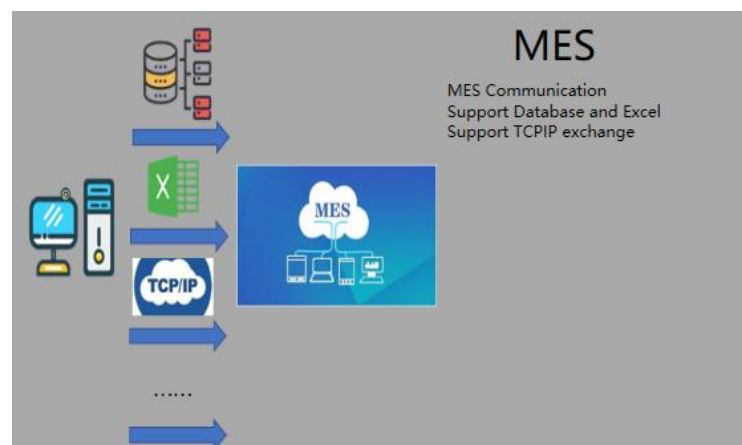 MES
MES Communication
Support Database and Excel
Support TCPIP exchange
X
MES
TCP/IP
......